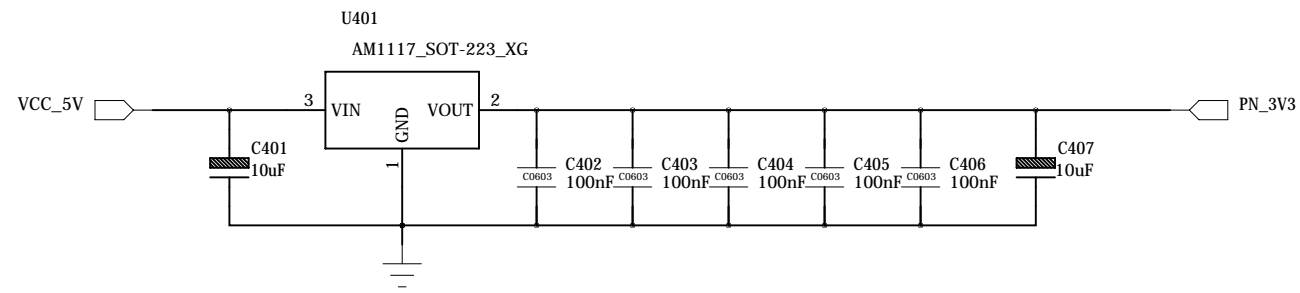 U401
AM1117_SOT-223_XG
VCC_5V
3
VIN
VOUT
2
PN_3V3
GND
1
C401
10uF
C0603
C402
100nF
C0603
C403
100nF
C0603
C404
100nF
C0603
C405
100nF
C0603
C406
100nF
C407
10uF